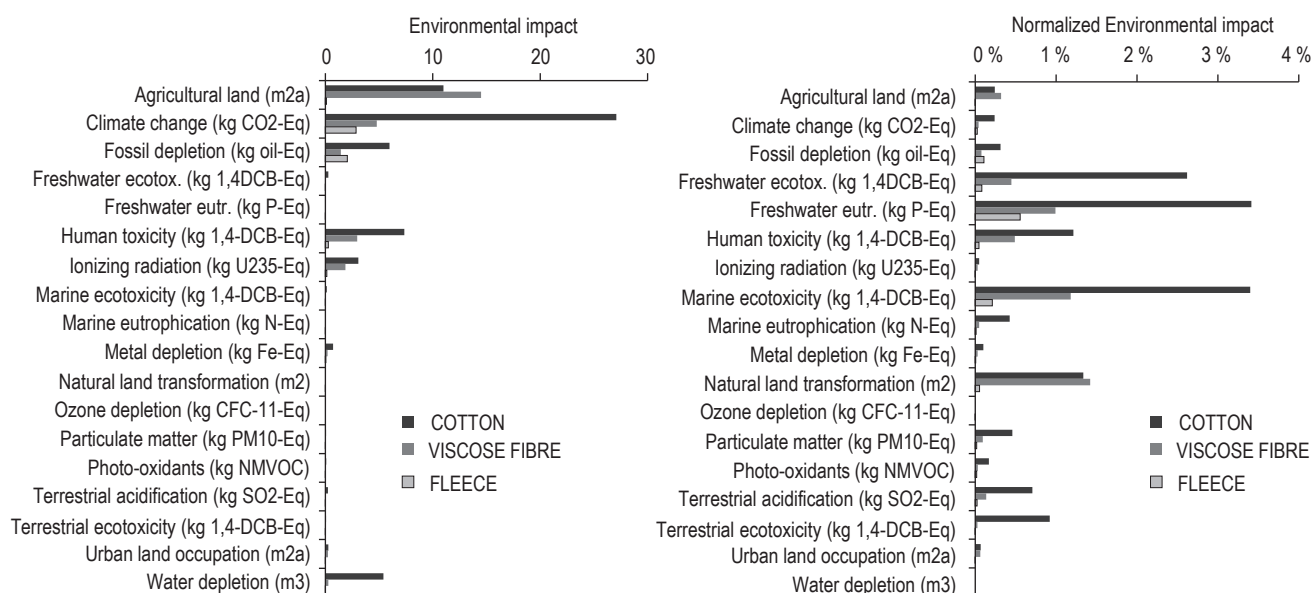 Environmental impact
0 10 20 30
Agricultural land (m2a)
Climate change (kg CO2-Eq)
Fossil depletion (kg oil-Eq)
Freshwater ecotox. (kg 1,4DCB-Eq)
Freshwater eutr. (kg P-Eq)
Human toxicity (kg 1,4-DCB-Eq)
Ionizing radiation (kg U235-Eq)
Marine ecotoxicity (kg 1,4-DCB-Eq)
Marine eutrophication (kg N-Eq)
Metal depletion (kg Fe-Eq)
Natural land transformation (m2)
Ozone depletion (kg CFC-11-Eq)
Particulate matter (kg PM10-Eq)
Photo-oxidants (kg NMVOC)
Terrestrial acidification (kg SO2-Eq)
Terrestrial ecotoxicity (kg 1,4-DCB-Eq)
Urban land occupation (m2a)
Water depletion (m3)
COTTON
VISCOSE FIBRE
FLEECE
Normalized Environmental impact
0 % 1 % 2 % 3 % 4 %
Agricultural land (m2a)
Climate change (kg CO2-Eq)
Fossil depletion (kg oil-Eq)
Freshwater ecotox. (kg 1,4DCB-Eq)
Freshwater eutr. (kg P-Eq)
Human toxicity (kg 1,4-DCB-Eq)
Ionizing radiation (kg U235-Eq)
Marine ecotoxicity (kg 1,4-DCB-Eq)
Marine eutrophication (kg N-Eq)
Metal depletion (kg Fe-Eq)
Natural land transformation (m2)
Ozone depletion (kg CFC-11-Eq)
Particulate matter (kg PM10-Eq)
Photo-oxidants (kg NMVOC)
Terrestrial acidification (kg SO2-Eq)
Terrestrial ecotoxicity (kg 1,4-DCB-Eq)
Urban land occupation (m2a)
Water depletion (m3)
COTTON
VISCOSE FIBRE
FLEECE